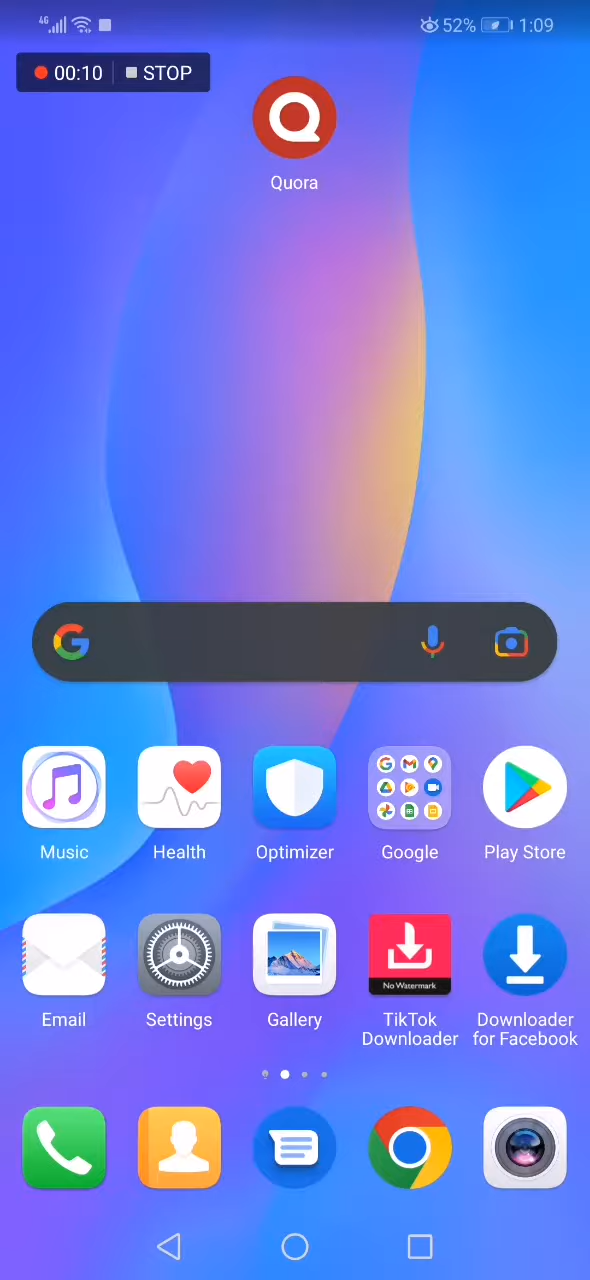 4G 52% 1:09
00:10 STOP
Quora
Music Health Optimizer Google Play Store
No Watermark
Email Settings Gallery TikTok Downloader
Downloader for Facebook